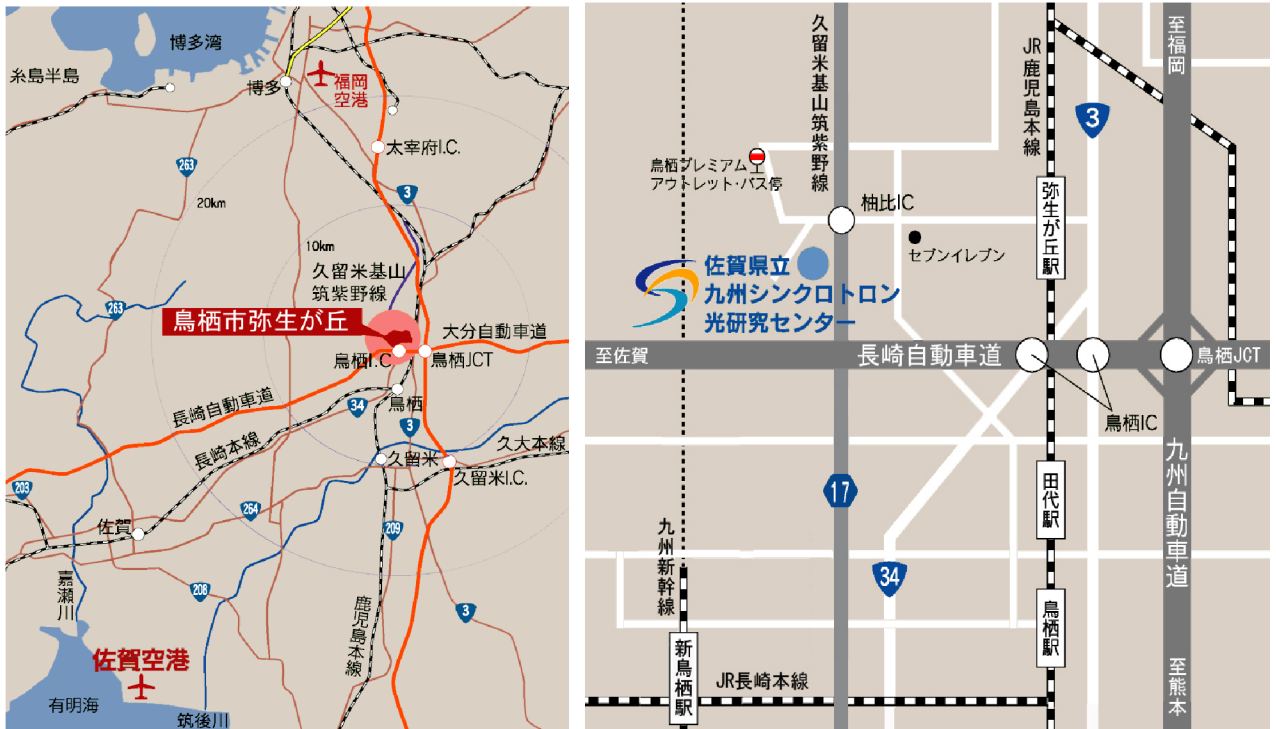 博多湾
糸島半島
博多
福岡
空港
太宰府I.C.
263
3
20km
10km
久留米基山
筑紫野線
263
鳥栖市弥生が丘
大分自動車道
鳥栖I.C
鳥栖JCT
鳥栖
34
長崎自動車道
3
長崎本線
久大本線
久留米
久留米I.C.
203
264
佐賀
209
嘉瀬川
208
鹿児島本線
3
佐賀空港
有明海
筑後川
久留米基山筑紫野線
JR鹿児島本線
至福岡
3
鳥栖プレミアム
アウトレット・バス停
弥生が丘駅
柚比IC
セブンイレブン
佐賀県立
九州シンクロトロン
光研究センター
至佐賀
長崎自動車道
鳥栖JCT
鳥栖IC
17
田代駅
九州自動車道
九州新幹線
34
鳥栖駅
新鳥栖駅
JR長崎本線
至熊本